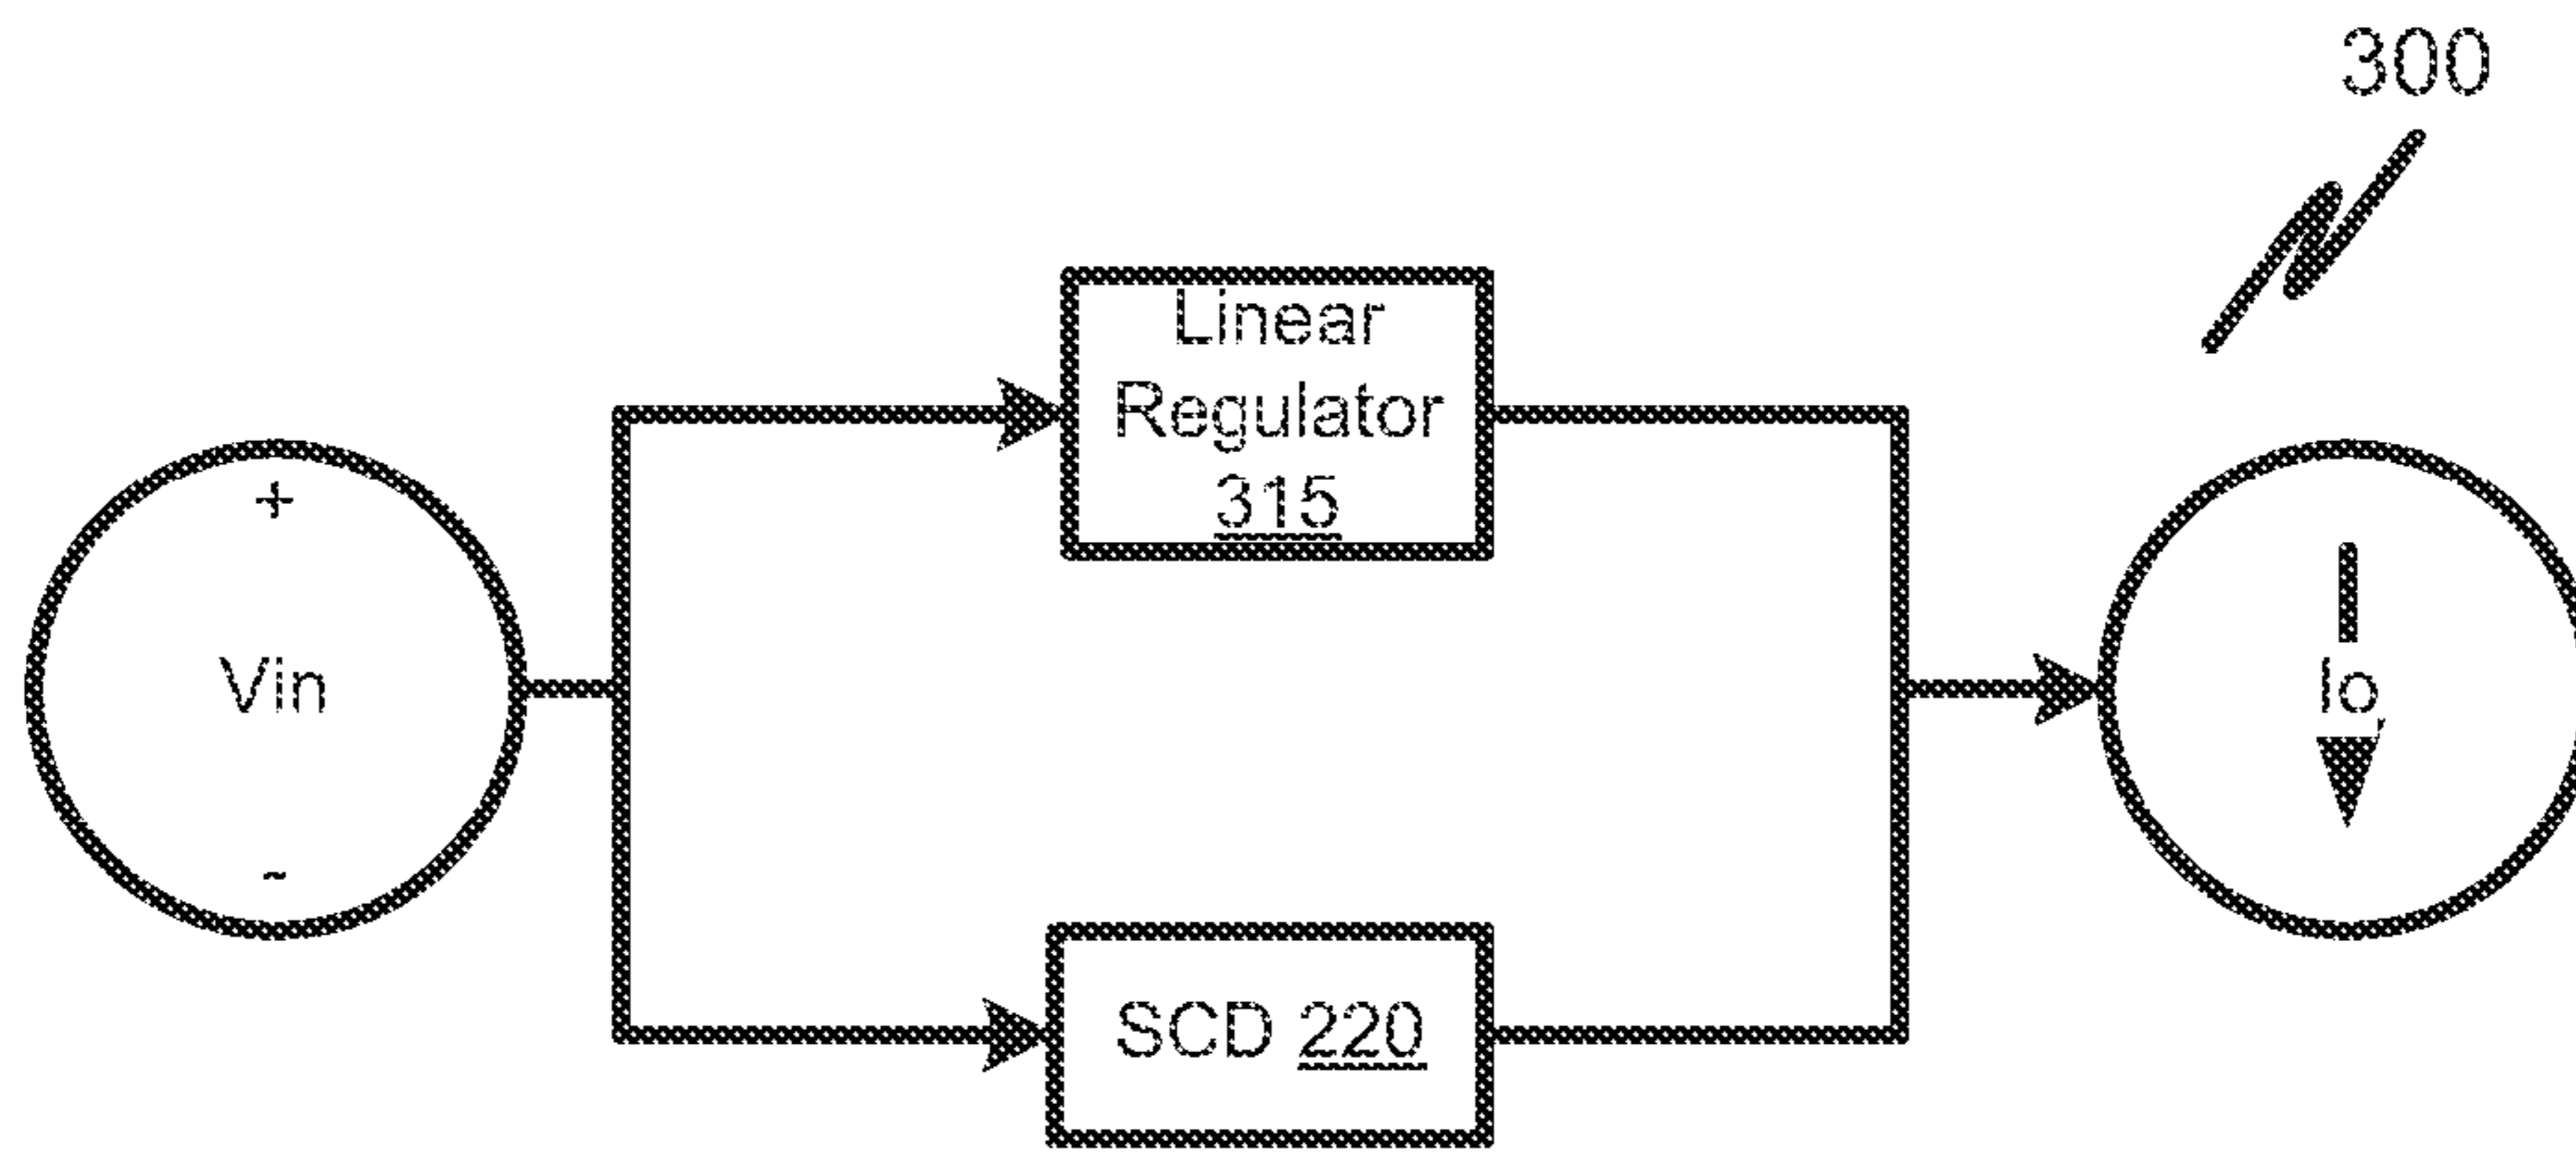 300
Linear
Regulator
315
+
Vin
-
Io
SCD 220